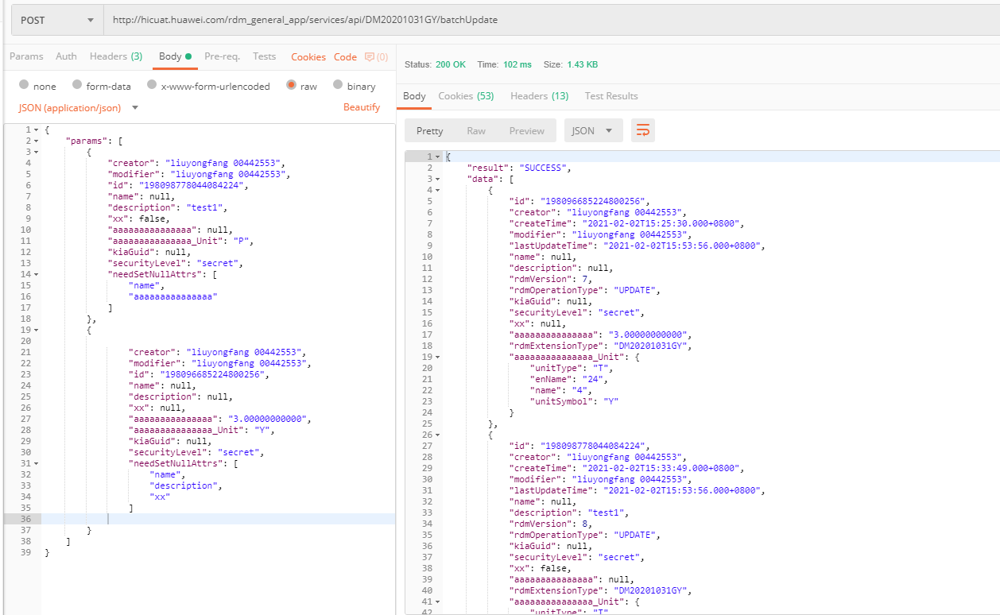 POST http://hicuat.huawei.com/rdm_general_app/services/api/DM20201031GY/batchUpdate
Params Auth Headers (3) Body Pre-req. Tests Cookies Code (0)
none form-data x-www-form-urlencoded raw binary
JSON (application/json) Beautify
1 {
2 "params": [
3 {
4 "creator": "liuyongfang 00442553",
5 "modifier": "liuyongfang 00442553",
6 "id": "198098778044084224",
7 "name": null,
8 "description": "test1",
9 "xx": false,
10 "aaaaaaaaaaaaaaa": null,
11 "aaaaaaaaaaaaaaa_Unit": "P",
12 "kiaGuid": null,
13 "securityLevel": "secret",
14 "needSetNullAttrs": [
15 "name",
16 "aaaaaaaaaaaaaaa"
17 ]
18 },
19 {
20
21 "creator": "liuyongfang 00442553",
22 "modifier": "liuyongfang 00442553",
23 "id": "198096685224800256",
24 "name": null,
25 "description": null,
26 "xx": null,
27 "aaaaaaaaaaaaaaa": "3.00000000000",
28 "aaaaaaaaaaaaaaa_Unit": "Y",
29 "kiaGuid": null,
30 "securityLevel": "secret",
31 "needSetNullAttrs": [
32 "name",
33 "description",
34 "xx"
35 ]
36
37 }
38 ]
39 }
Status: 200 OK Time: 102 ms Size: 1.43 KB
Body Cookies (53) Headers (13) Test Results
Pretty Raw Preview JSON
1 {
2 "result": "SUCCESS",
3 "data": [
4 {
5 "id": "198096685224800256",
6 "creator": "liuyongfang 00442553",
7 "createTime": "2021-02-02T15:25:30.000+0800",
8 "modifier": "liuyongfang 00442553",
9 "lastUpdateTime": "2021-02-02T15:53:56.000+0800",
10 "name": null,
11 "description": null,
12 "rdmVersion": 7,
13 "rdmOperationType": "UPDATE",
14 "kiaGuid": null,
15 "securityLevel": "secret",
16 "xx": null,
17 "aaaaaaaaaaaaaaa": "3.00000000000",
18 "rdmExtensionType": "DM20201031GY",
19 "aaaaaaaaaaaaaaa_Unit": {
20 "unitType": "T",
21 "enName": "24",
22 "name": "4",
23 "unitSymbol": "Y"
24 }
25 },
26 {
27 "id": "198098778044084224",
28 "creator": "liuyongfang 00442553",
29 "createTime": "2021-02-02T15:33:49.000+0800",
30 "modifier": "liuyongfang 00442553",
31 "lastUpdateTime": "2021-02-02T15:53:56.000+0800",
32 "name": null,
33 "description": "test1",
34 "rdmVersion": 8,
35 "rdmOperationType": "UPDATE",
36 "kiaGuid": null,
37 "securityLevel": "secret",
38 "xx": false,
39 "aaaaaaaaaaaaaaa": null,
40 "rdmExtensionType": "DM20201031GY",
41 "aaaaaaaaaaaaaaa_Unit": {
42 "unitType": "T"